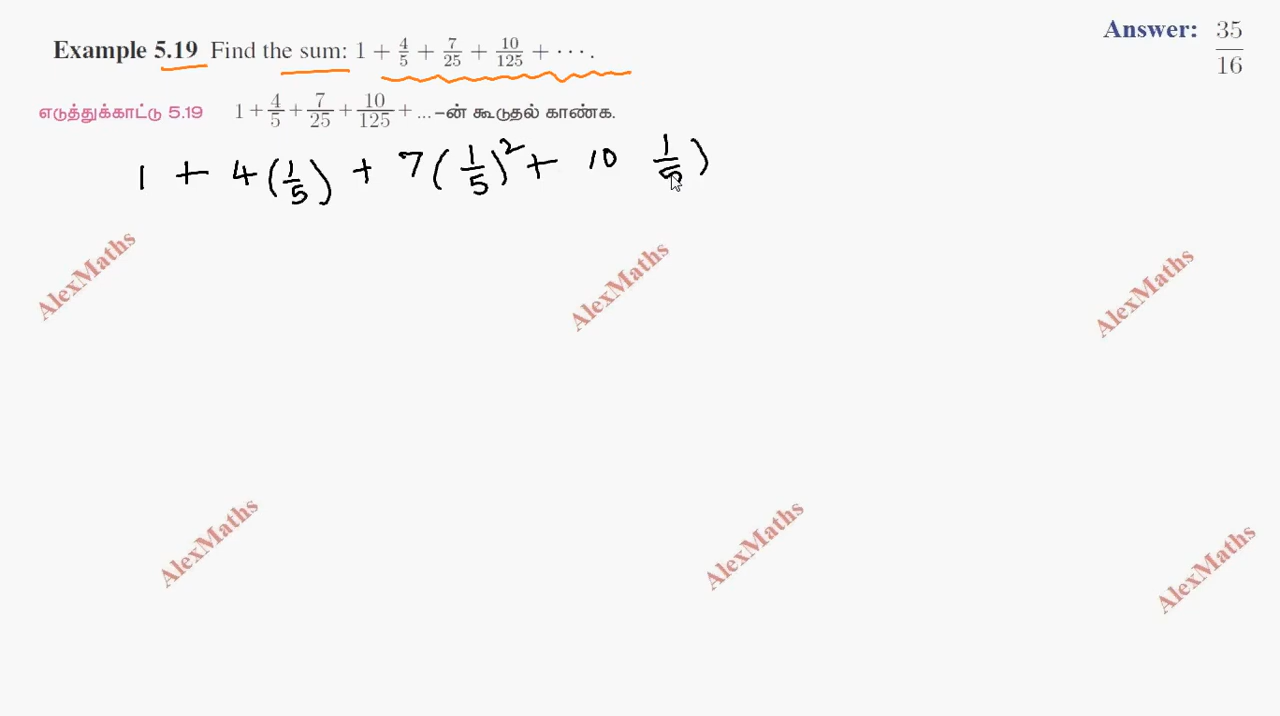 Example 5.19 Find the sum: 1 + 4/5 + 7/25 + 10/125 + ⋯.
Answer: 35/16
எடுத்துக்காட்டு 5.19 1 + 4/5 + 7/25 + 10/125 + ... –ன் கூடுதல் காண்க.
1 + 4(1/5) + 7(1/5)² + 10 1/5)
AlexMaths
AlexMaths
AlexMaths
AlexMaths
AlexMaths
AlexMaths